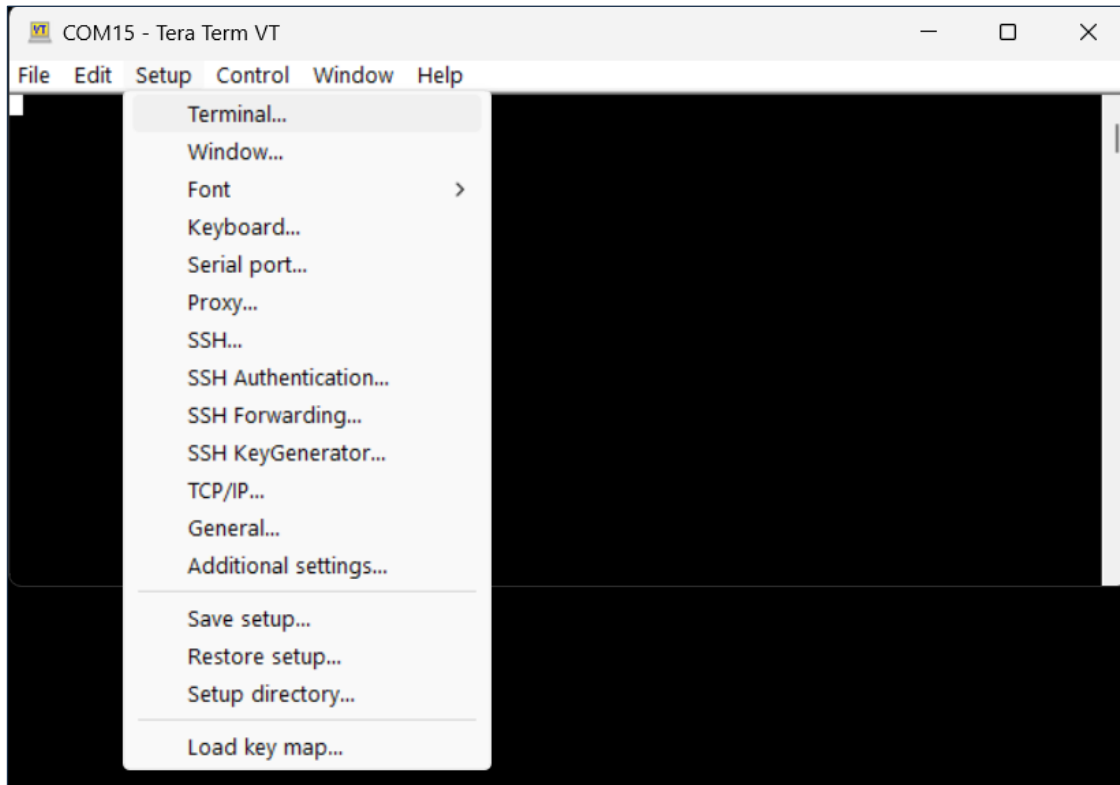 VT COM15 - Tera Term VT
File Edit Setup Control Window Help
Terminal...
Window...
Font
Keyboard...
Serial port...
Proxy...
SSH...
SSH Authentication...
SSH Forwarding...
SSH KeyGenerator...
TCP/IP...
General...
Additional settings...
Save setup...
Restore setup...
Setup directory...
Load key map...